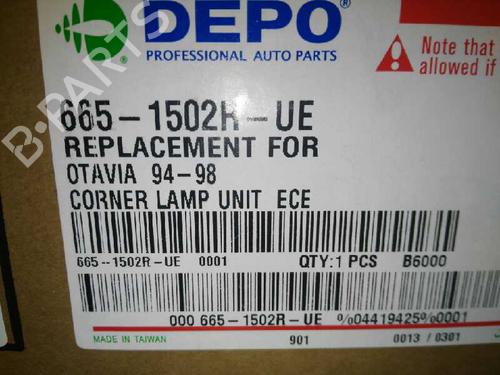 DEPO®
PROFESSIONAL AUTO PARTS
Note that
allowed if
665-1502R-UE
REPLACEMENT FOR
OTAVIA 94-98
CORNER LAMP UNIT ECE
665-1502R-UE 0001 QTY:1 PCS B6000
000 665-1502R-UE %04419425%0001
MADE IN TAIWAN 901 0013 / 0301
B-PARTS